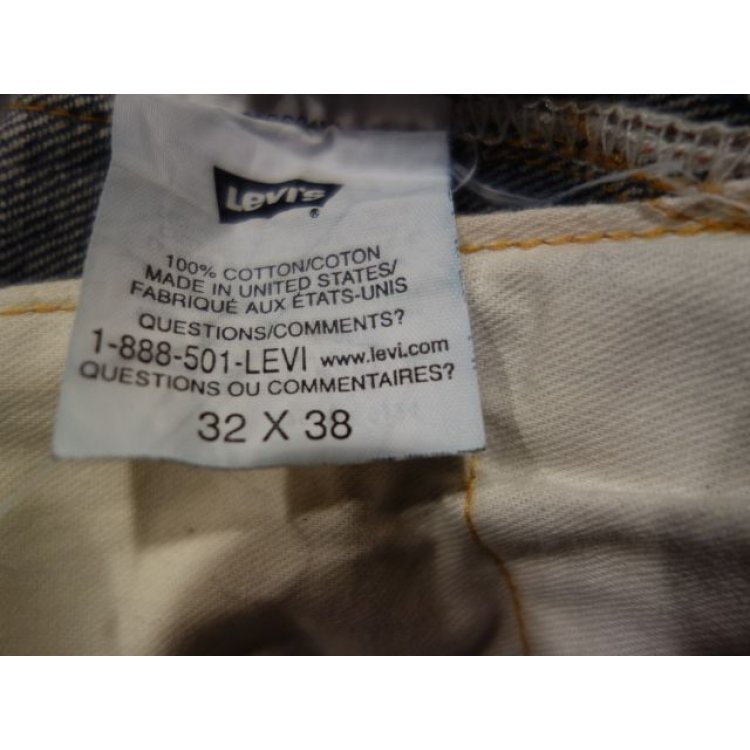 Levi's ®
100% COTTON/COTON
MADE IN UNITED STATES/
FABRIQUÉ AUX ÉTATS-UNIS
QUESTIONS/COMMENTS?
1-888-501-LEVI www.levi.com
QUESTIONS OU COMMENTAIRES?
32 X 38